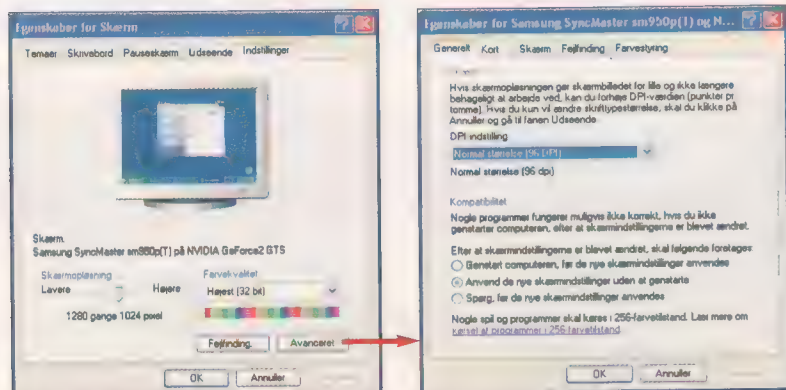 Egenskaber for Skærm
Temaer Skrivebord Pauseskærm Udseende Indstillinger
Skærm:
Samsung SyncMaster sm950p(T) på NVIDIA GeForce2 GTS
Skærmopløsning
Lavere Højere
1280 gange 1024 pixel
Farvekvalitet
Højest (32 bit)
Fejlfinding. Avanceret
OK Annuller
Egenskaber for Samsung SyncMaster sm950p(T) og N...
Generelt Kort Skærm Fejlfinding Farvestyring
Hvis skærmopløsningen gør skærmbilledet for lille og ikke længere
behageligt at arbejde ved, kan du forhøje DPI-værdien (punkter pr.
tomme). Hvis du kun vil ændre skrifttypestørrelse, skal du klikke på
Annuller og gå til fanen Udseende.
DPI indstilling
Normal størrelse (96 DPI)
Normal størrelse (96 dpi)
Kompatibilitet
Nogle programmer fungerer muligvis ikke korrekt, hvis du ikke
genstarter computeren, efter at skærmindstillingerne er blevet ændret.
Efter at skærmindstillingerne er blevet ændret, skal følgende foretages:
Genstart computeren, før de nye skærmindstillinger anvendes
Anvend de nye skærmindstillinger uden at genstarte
Spørg, før de nye skærmindstillinger anvendes
Nogle spil og programmer skal køres i 256-farvetilstand. Lær mere om
kørsel af programmer i 256-farvetilstand.
OK Annuller